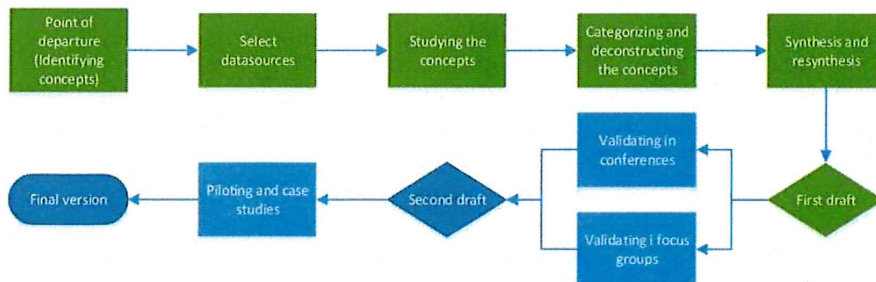 Point of
departure
(Identifying
concepts)
Select
datasources
Studying the
concepts
Categorizing and
deconstructing
the concepts
Synthesis and
resynthesis
First draft
Validating in
conferences
Validating i focus
groups
Second draft
Piloting and case
studies
Final version